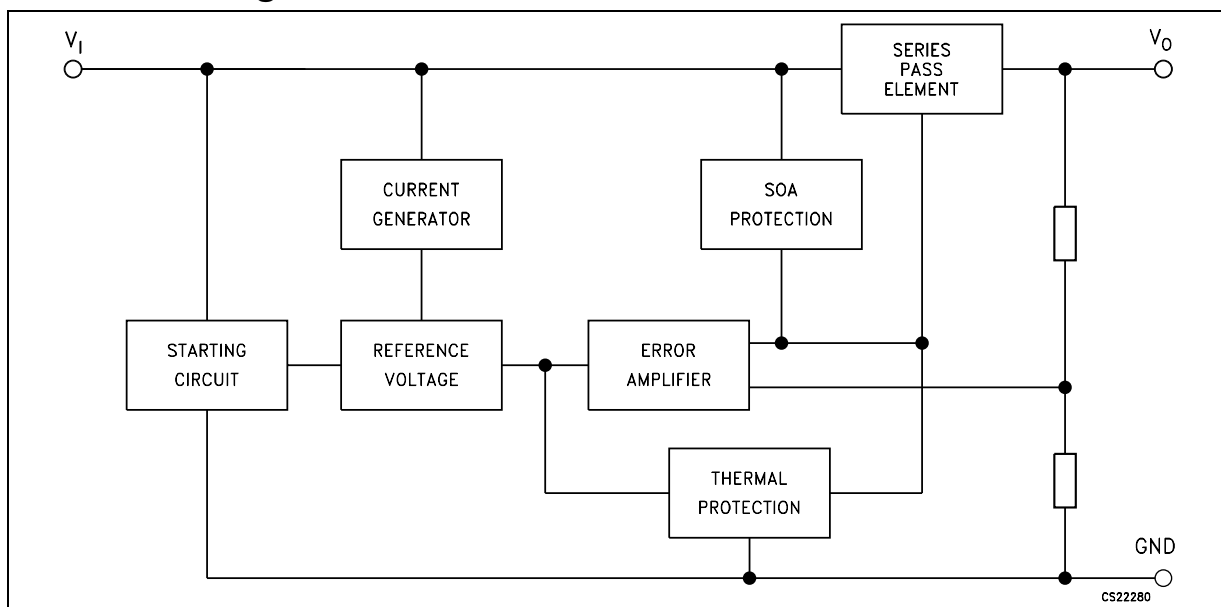 V_I
V_O
SERIES
PASS
ELEMENT
CURRENT
GENERATOR
SOA
PROTECTION
STARTING
CIRCUIT
REFERENCE
VOLTAGE
ERROR
AMPLIFIER
THERMAL
PROTECTION
GND
CS22280